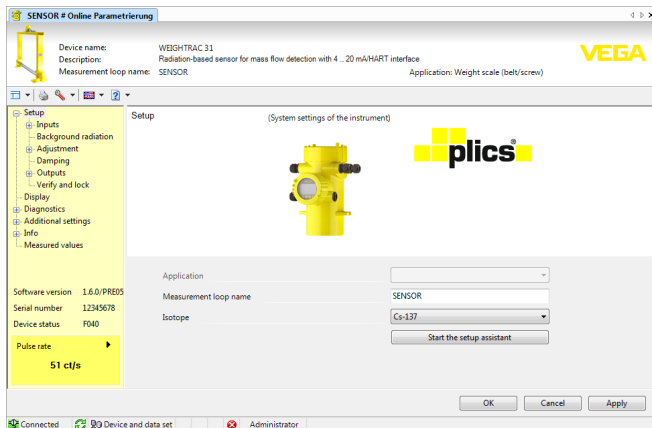 SENSOR # Online Parametrierung
Device name: WEIGHTRAC 31
Description: Radiation-based sensor for mass flow detection with 4 .. 20 mA/HART interface
Measurement loop name: SENSOR Application: Weight scale (belt/screw)
VEGA
Setup
Inputs
Background radiation
Adjustment
Damping
Outputs
Verify and lock
Display
Diagnostics
Additional settings
Info
Measured values
Software version 1.6.0/PRE05
Serial number 12345678
Device status F040
Pulse rate
51 ct/s
Setup (System settings of the instrument)
plics®
Application
Measurement loop name SENSOR
Isotope Cs-137
Start the setup assistant
OK Cancel Apply
Connected Device and data set Administrator